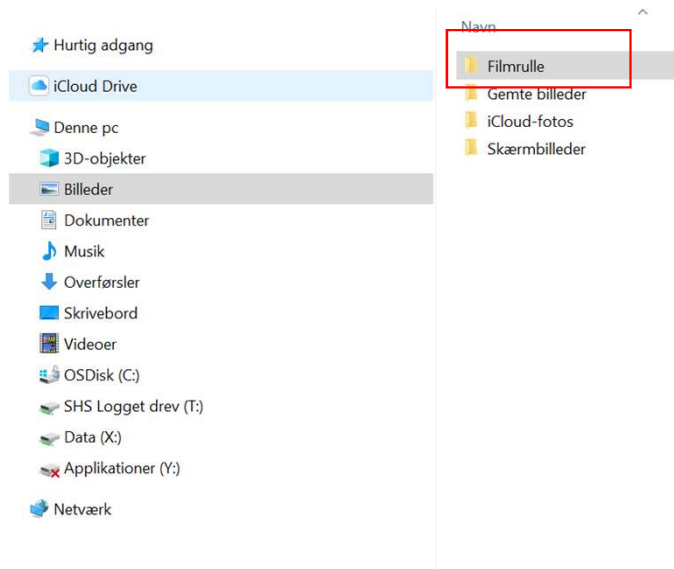 Hurtig adgang
iCloud Drive
Denne pc
3D-objekter
Billeder
Dokumenter
Musik
Overførsler
Skrivebord
Videoer
OSDisk (C:)
SHS Logget drev (T:)
Data (X:)
Applikationer (Y:)
Netværk
Navn
Filmrulle
Gemte billeder
iCloud-fotos
Skærmbilleder